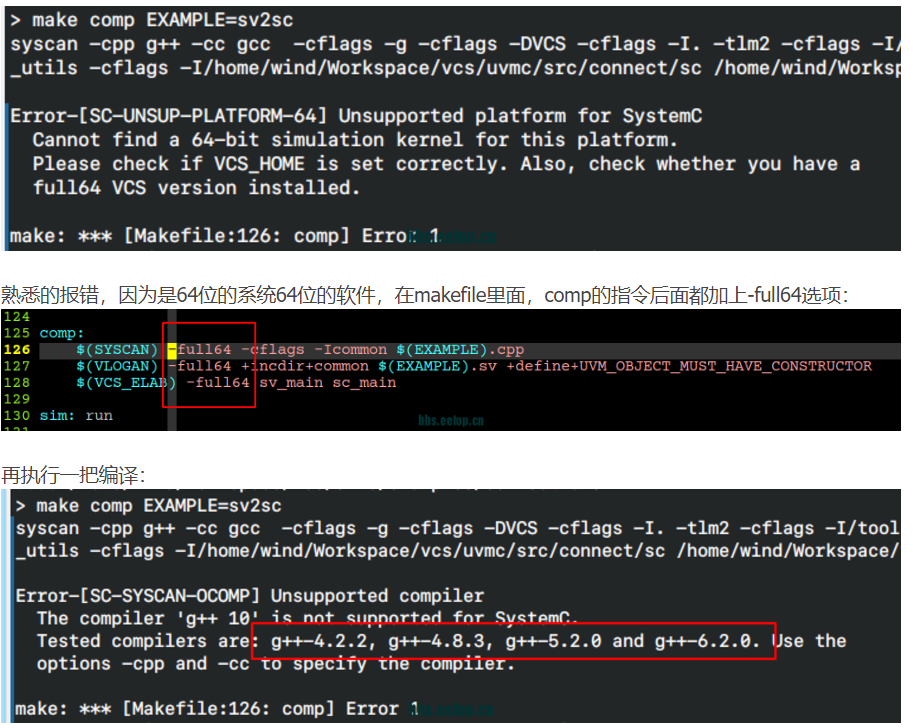 > make comp EXAMPLE=sv2sc
syscan -cpp g++ -cc gcc  -cflags -g -cflags -DVCS -cflags -I. -tlm2 -cflags -I/
_utils -cflags -I/home/wind/Workspace/vcs/uvmc/src/connect/sc /home/wind/Worksp
Error-[SC-UNSUP-PLATFORM-64] Unsupported platform for SystemC
Cannot find a 64-bit simulation kernel for this platform.
Please check if VCS_HOME is set correctly. Also, check whether you have a
full64 VCS version installed.
make: *** [Makefile:126: comp] Error 1
熟悉的报错，因为是64位的系统64位的软件，在makefile里面，comp的指令后面都加上-full64选项：
124
125 comp:
126 $(SYSCAN) -full64 -cflags -Icommon $(EXAMPLE).cpp
127 $(VLOGAN) -full64 +incdir+common $(EXAMPLE).sv +define+UVM_OBJECT_MUST_HAVE_CONSTRUCTOR
128 $(VCS_ELAB) -full64 sv_main sc_main
129
bbs.eetop.cn
130 sim: run
131
再执行一把编译：
> make comp EXAMPLE=sv2sc
syscan -cpp g++ -cc gcc  -cflags -g -cflags -DVCS -cflags -I. -tlm2 -cflags -I/tool
_utils -cflags -I/home/wind/Workspace/vcs/uvmc/src/connect/sc /home/wind/Workspace/
Error-[SC-SYSCAN-OCOMP] Unsupported compiler
The compiler 'g++ 10' is not supported for SystemC.
Tested compilers are: g++-4.2.2, g++-4.8.3, g++-5.2.0 and g++-6.2.0. Use the
options -cpp and -cc to specify the compiler.
make: *** [Makefile:126: comp] Error 1